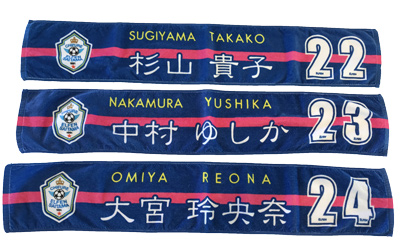 SUGIYAMA TAKAKO
杉山 貴子 22
NAKAMURA YUSHIKA
中村 ゆしか 23
OMIYA REONA
大宮 玲央奈 24